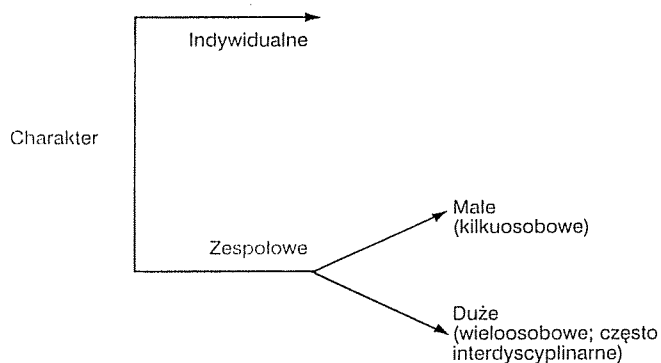 Indywidualne
Charakter
Małe
(kilkuosobowe)
Zespołowe
Duże
(wieloosobowe; często
interdyscyplinarne)